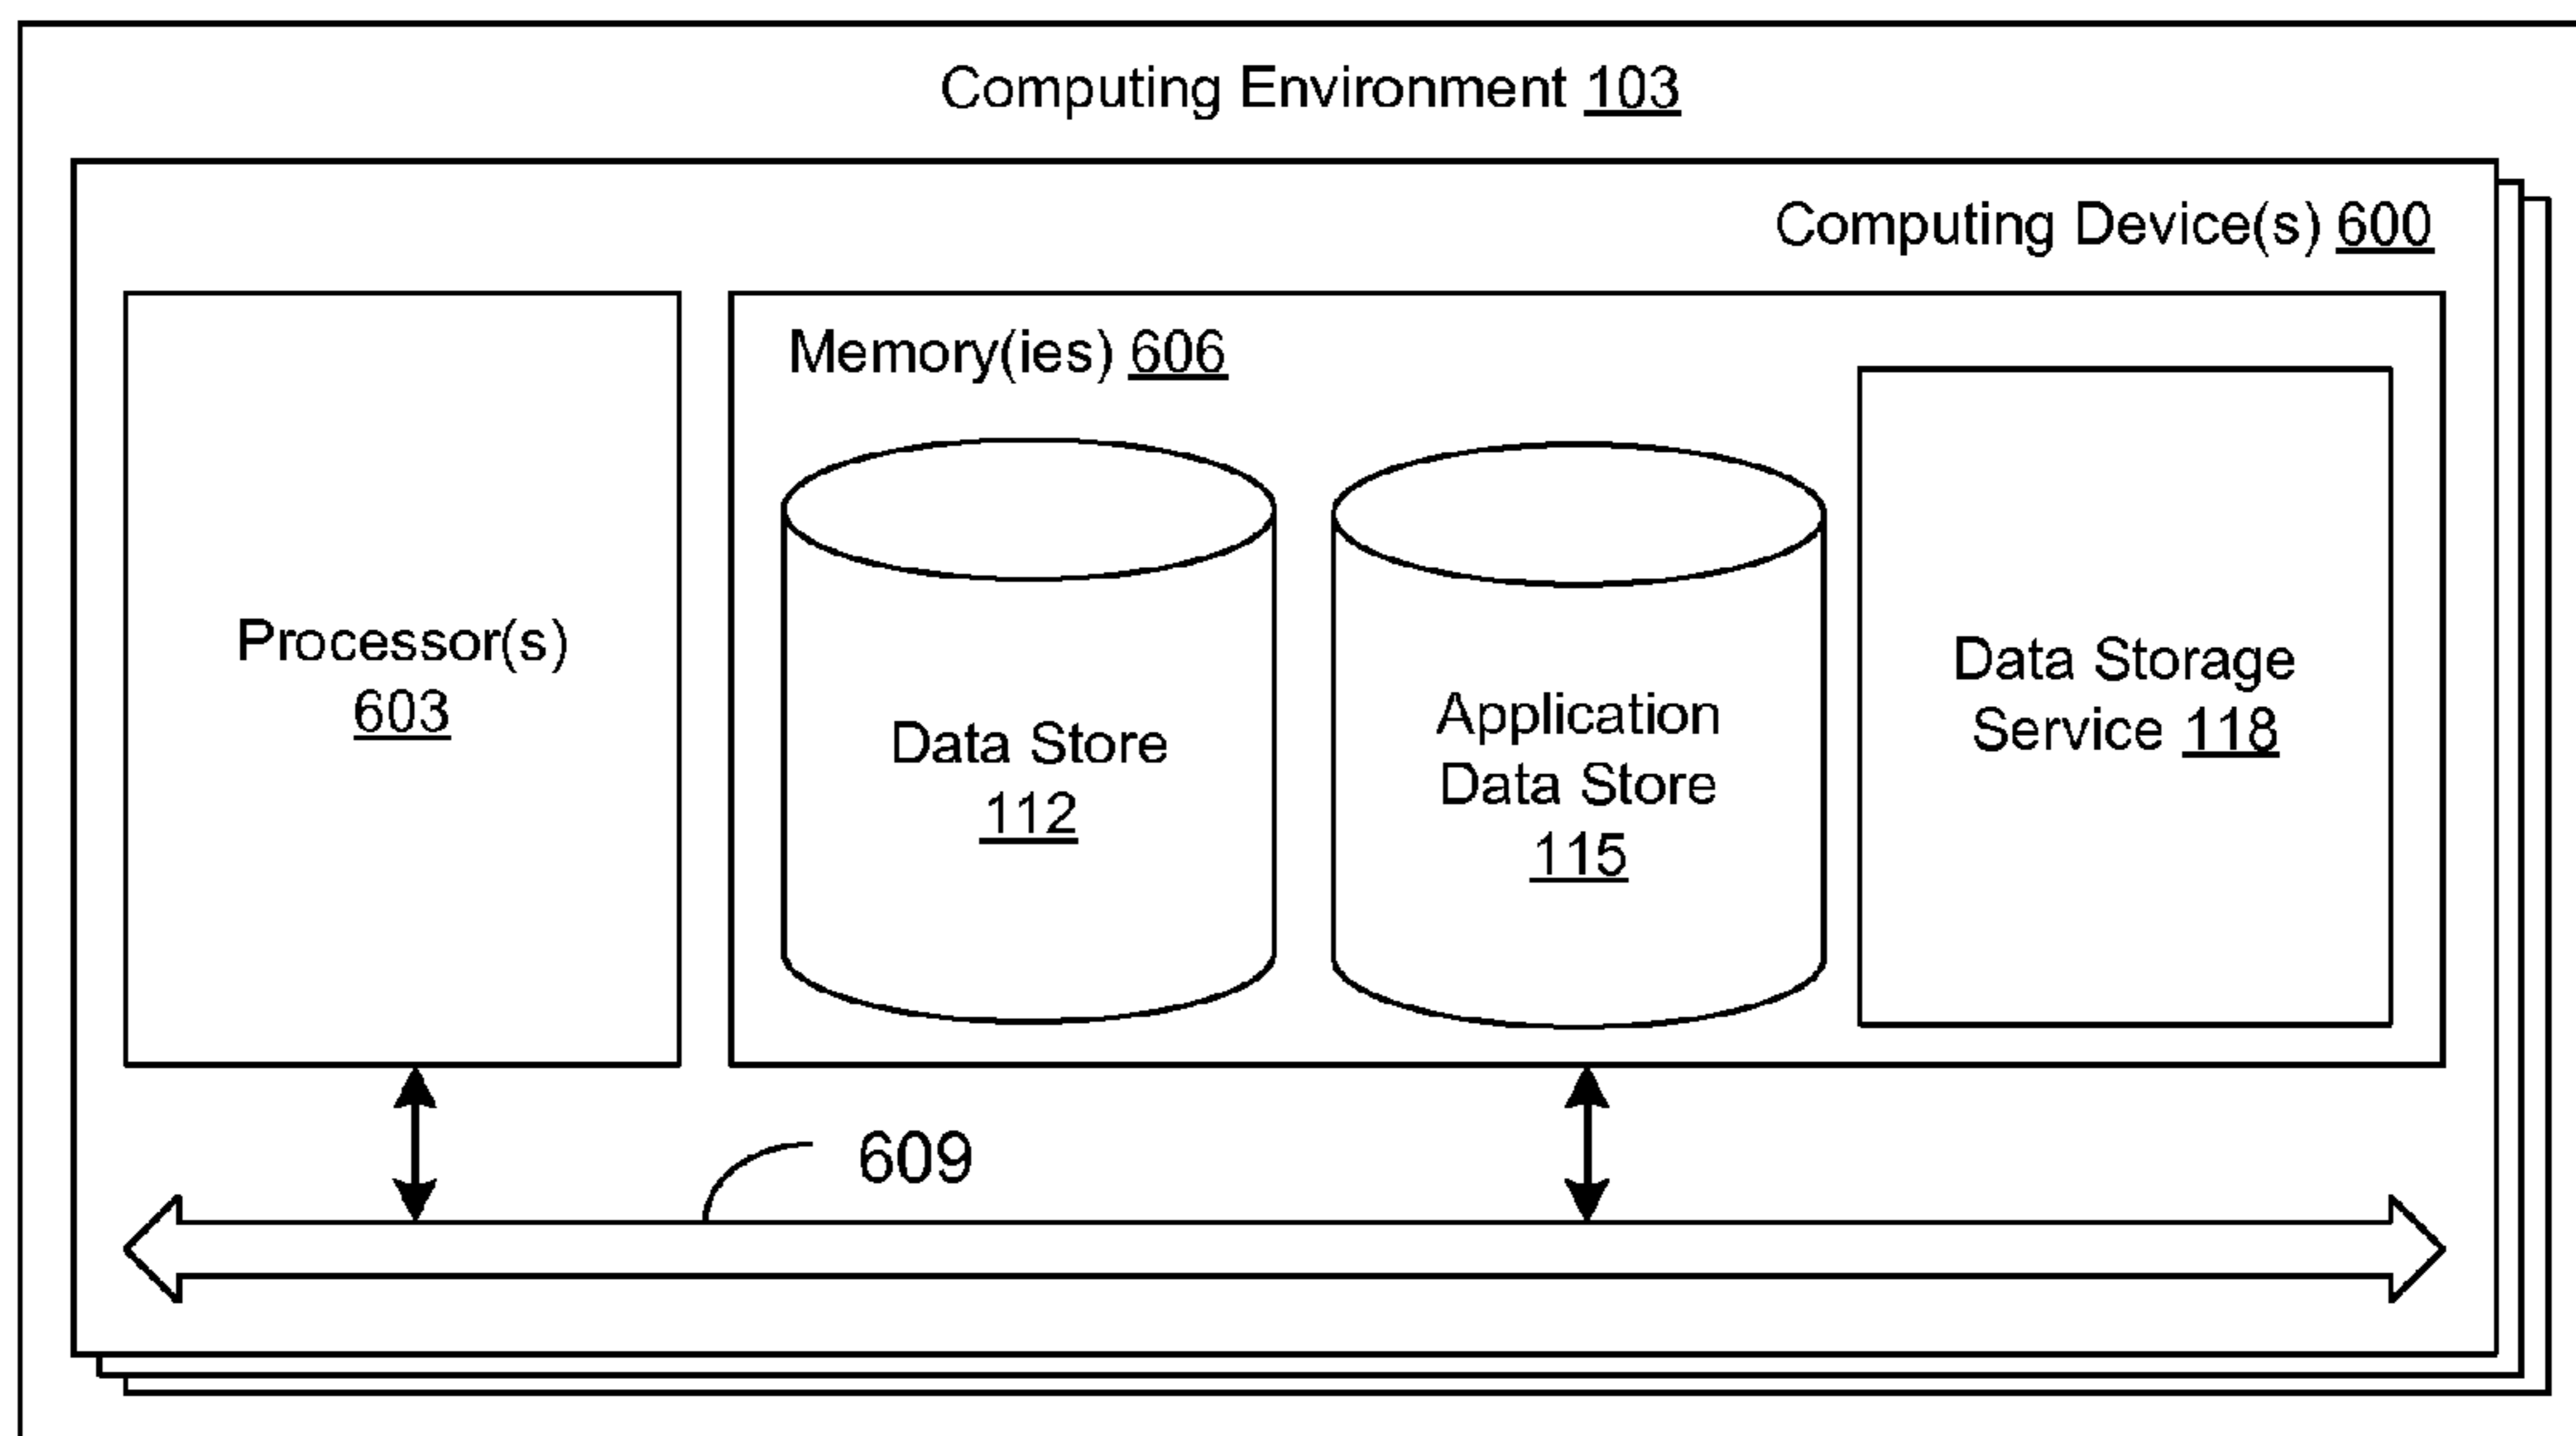 Computing Environment 103
Computing Device(s) 600
Processor(s)
603
Memory(ies) 606
Data Store
112
Application
Data Store
115
Data Storage
Service 118
609